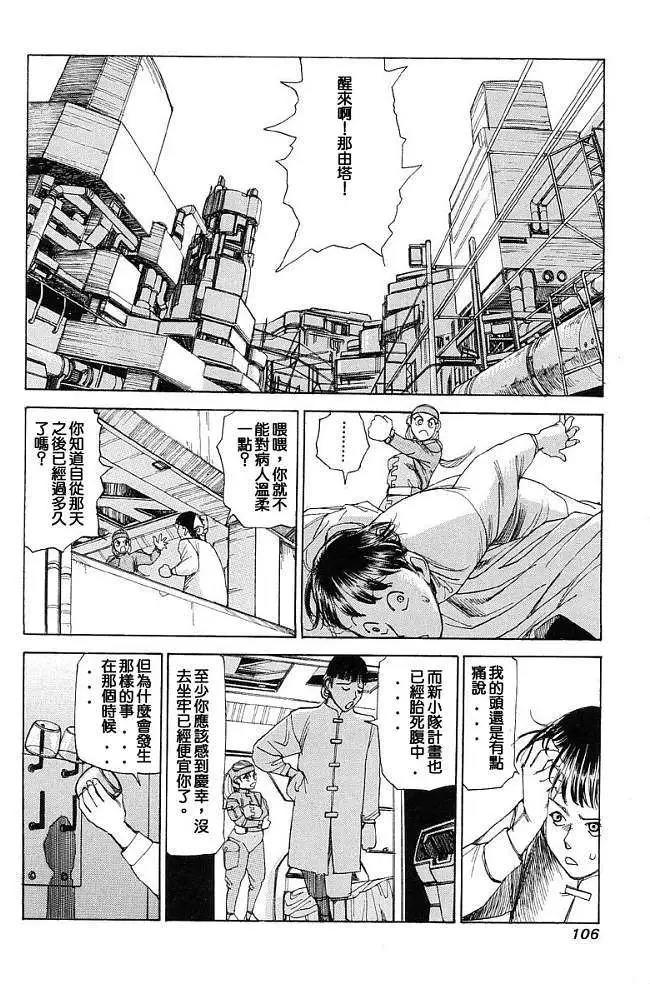 醒來啊！那由塔！
．．．．．．
喂喂，你就不
能對病人溫柔
一點？
你知道自從那天
之後已經過多久
了嗎？
我的頭還是有點
痛說．．．
而新小隊計畫也
已經胎死腹中．
．．．
至少你應該感到慶幸，沒
去坐牢已經便宜你了。
但為什麼會發生
那樣的事．．．
在那個時候．．．
106